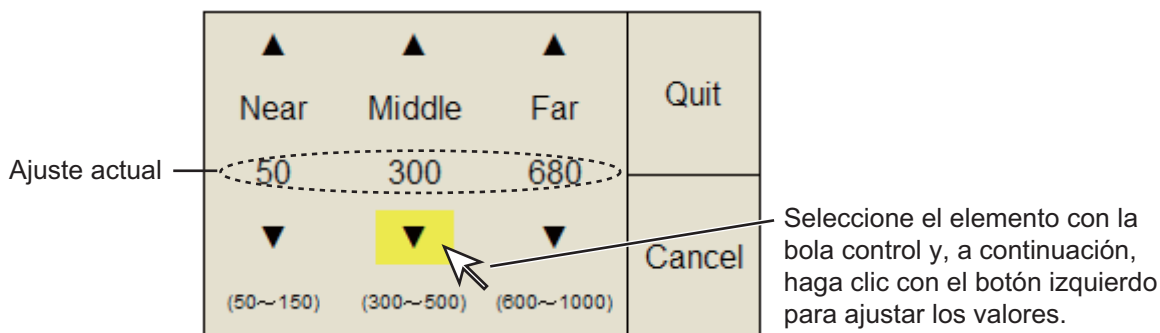 ▲ ▲ ▲
Near Middle Far
Quit
Ajuste actual
50 300 680
▼ ▼ ▼
Cancel
(50～150) (300～500) (600～1000)
Seleccione el elemento con la
bola control y, a continuación,
haga clic con el botón izquierdo
para ajustar los valores.